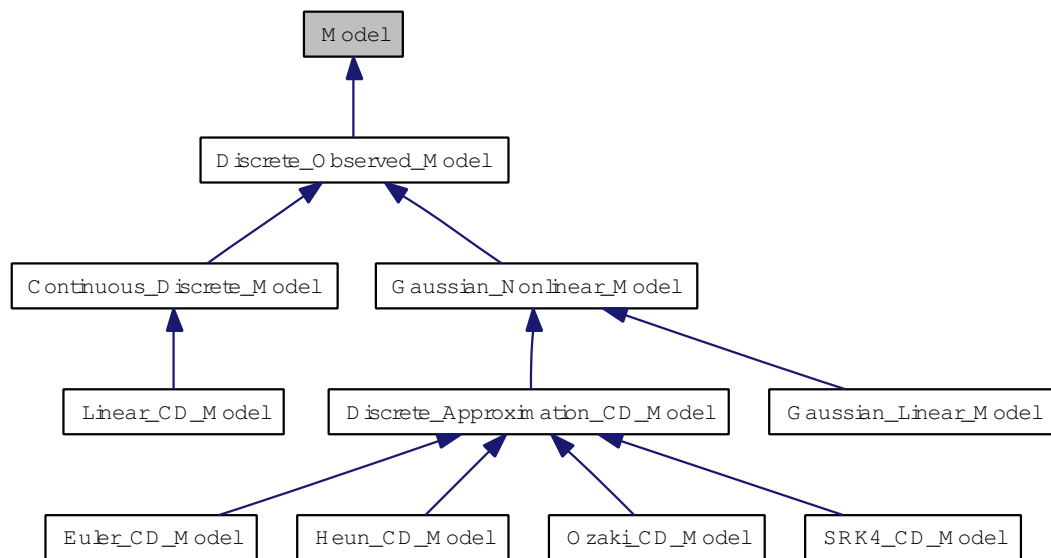 Model
Discrete_Observed_Model
Continuous_Discrete_Model
Gaussian_Nonlinear_Model
Linear_CD_Model
Discrete_Approximation_CD_Model
Gaussian_Linear_Model
Euler_CD_Model
Heun_CD_Model
Ozaki_CD_Model
SRK4_CD_Model